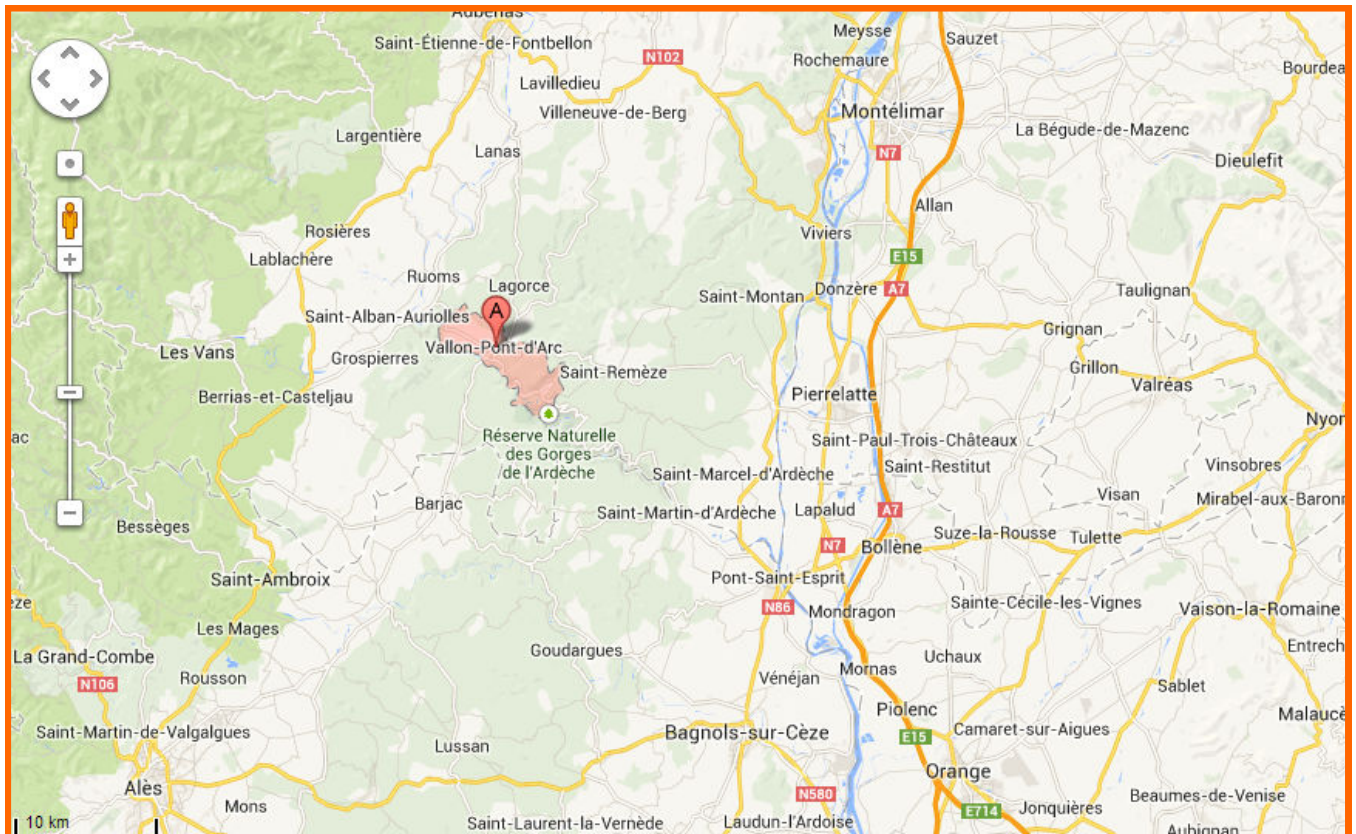 Aubenas
Meysse
Sauzet
Saint-Étienne-de-Fontbellon
N102
Rochemaure
Bourdea
Lavilledieu
Villeneuve-de-Berg
Montélimar
Largentière
La Bégude-de-Mazenc
Lanas
N7
Dieulefit
Allan
Rosières
Viviers
Lablachère
E15
Ruoms
Lagorce
Saint-Montan
Donzère
A7
Taulignan
A
Saint-Alban-Auriolles
Grignan
Les Vans
Grospierres
Vallon-Pont-d'Arc
Saint-Remèze
Grillon
Valréas
Berrias-et-Casteljau
Pierrelatte
Nyon
ac
Réserve Naturelle
des Gorges
de l'Ardèche
Saint-Paul-Trois-Châteaux
Saint-Restitut
Vinsobres
Saint-Marcel-d'Ardèche
Visan
Mirabel-aux-Baronn
Barjac
Saint-Martin-d'Ardèche
Lapalud
A7
Bessèges
Suze-la-Rousse
Tulette
N7
Bollène
Saint-Ambroix
Pont-Saint-Esprit
eze
N86
Mondragon
Sainte-Cécile-les-Vignes
Vaison-la-Romaine
Les Mages
Entrech
La Grand-Combe
Goudargues
Uchaux
Mornas
N106
Rousson
Vénéjan
Sablet
Piolenc
Malaucè
Saint-Martin-de-Valgalgues
Bagnols-sur-Cèze
E15
Camaret-sur-Aigues
Lussan
Orange
Alès
N580
Beaumes-de-Venise
Mons
E714
Jonquières
10 km
Saint-Laurent-la-Vernède
Laudun-l'Ardoise
Aubignan